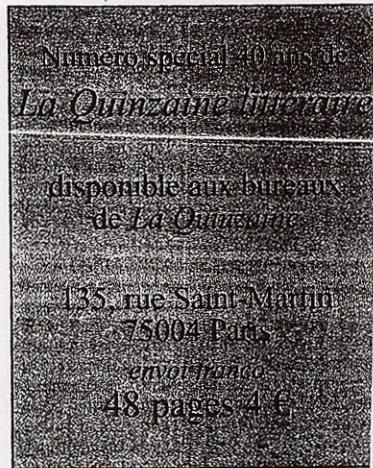 Numéro spécial 40 ans de
La Quinzaine littéraire
disponible aux bureaux
de La Quinzaine
135, rue Saint-Martin
75004 Paris
envoi franco
48 pages 4 €